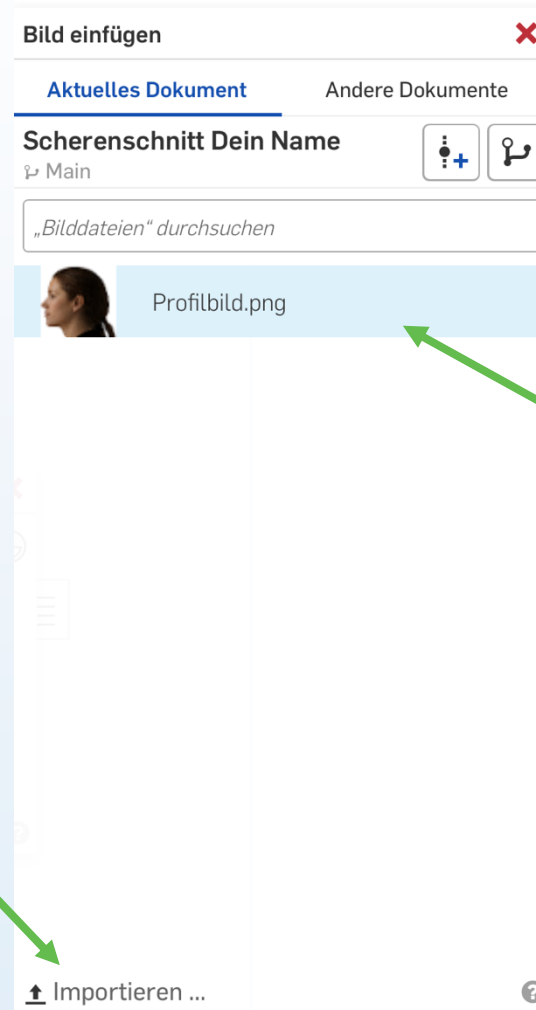 Bild einfügen
Aktuelles Dokument Andere Dokumente
Scherenschnitt Dein Name
Main
„Bilddateien“ durchsuchen
Profilbild.png
Importieren ...